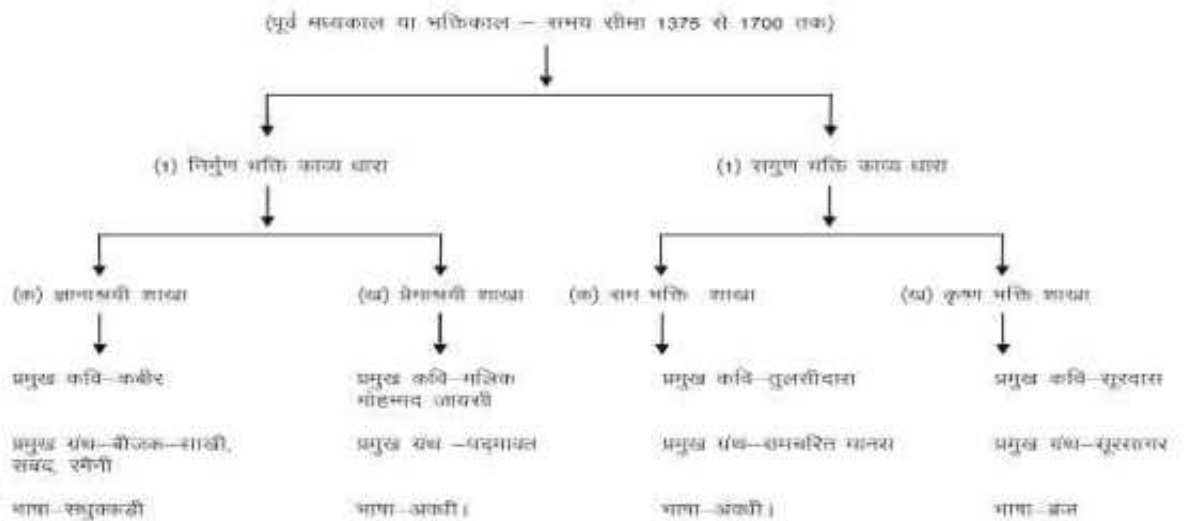 (पूर्व मध्यकाल या भक्तिकाल – समय सीमा 1375 से 1700 तक)
(1) निर्गुण भक्ति काव्य धारा
(1) सगुण भक्ति काव्य धारा
(क) ज्ञानाश्रयी शाखा
(ख) प्रेमाश्रयी शाखा
(क) राम भक्ति शाखा
(ख) कृष्ण भक्ति शाखा
प्रमुख कवि–कबीर
प्रमुख कवि–मलिक
मोहम्मद जायसी
प्रमुख कवि–तुलसीदास
प्रमुख कवि–सूरदास
प्रमुख ग्रंथ–बीजक–साखी,
सबद, रमैनी
प्रमुख ग्रंथ –पदमावत
प्रमुख ग्रंथ–रामचरित मानस
प्रमुख ग्रंथ–सूरसागर
भाषा–सधुक्कड़ी
भाषा–अवधी।
भाषा–अवधी।
भाषा–ब्रज